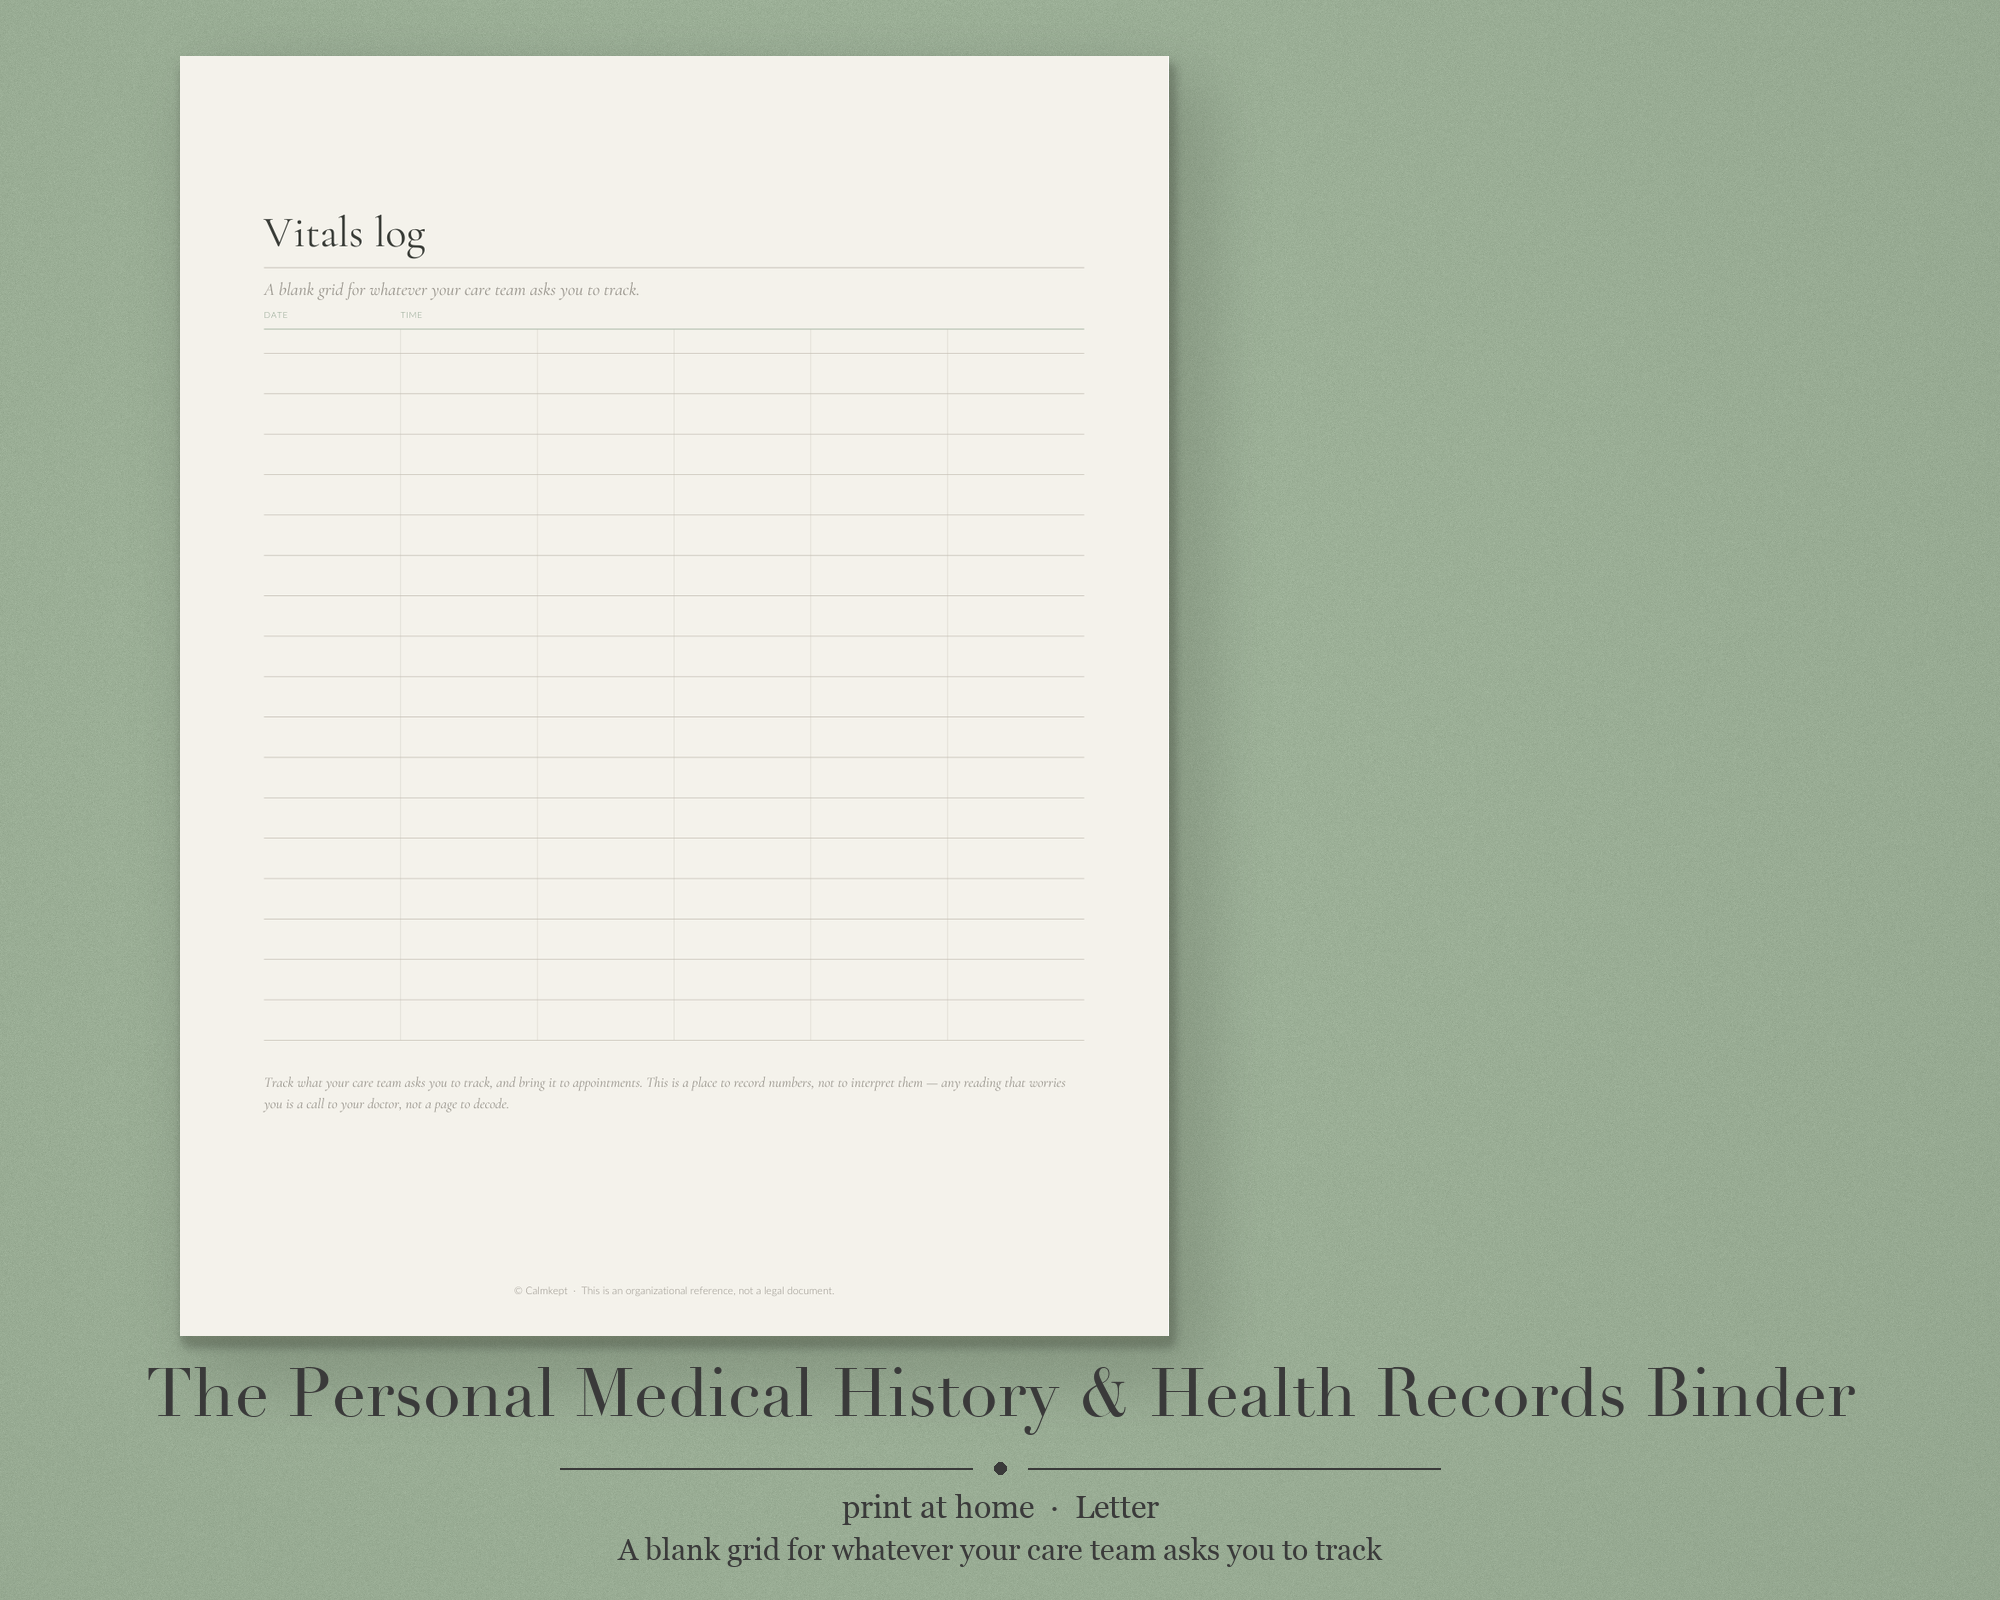 Vitals log
A blank grid for whatever your care team asks you to track.
DATE TIME
Track what your care team asks you to track, and bring it to appointments. This is a place to record numbers, not to interpret them — any reading that worries
you is a call to your doctor, not a page to decode.
© Calmkept · This is an organizational reference, not a legal document.
The Personal Medical History & Health Records Binder
print at home · Letter
A blank grid for whatever your care team asks you to track